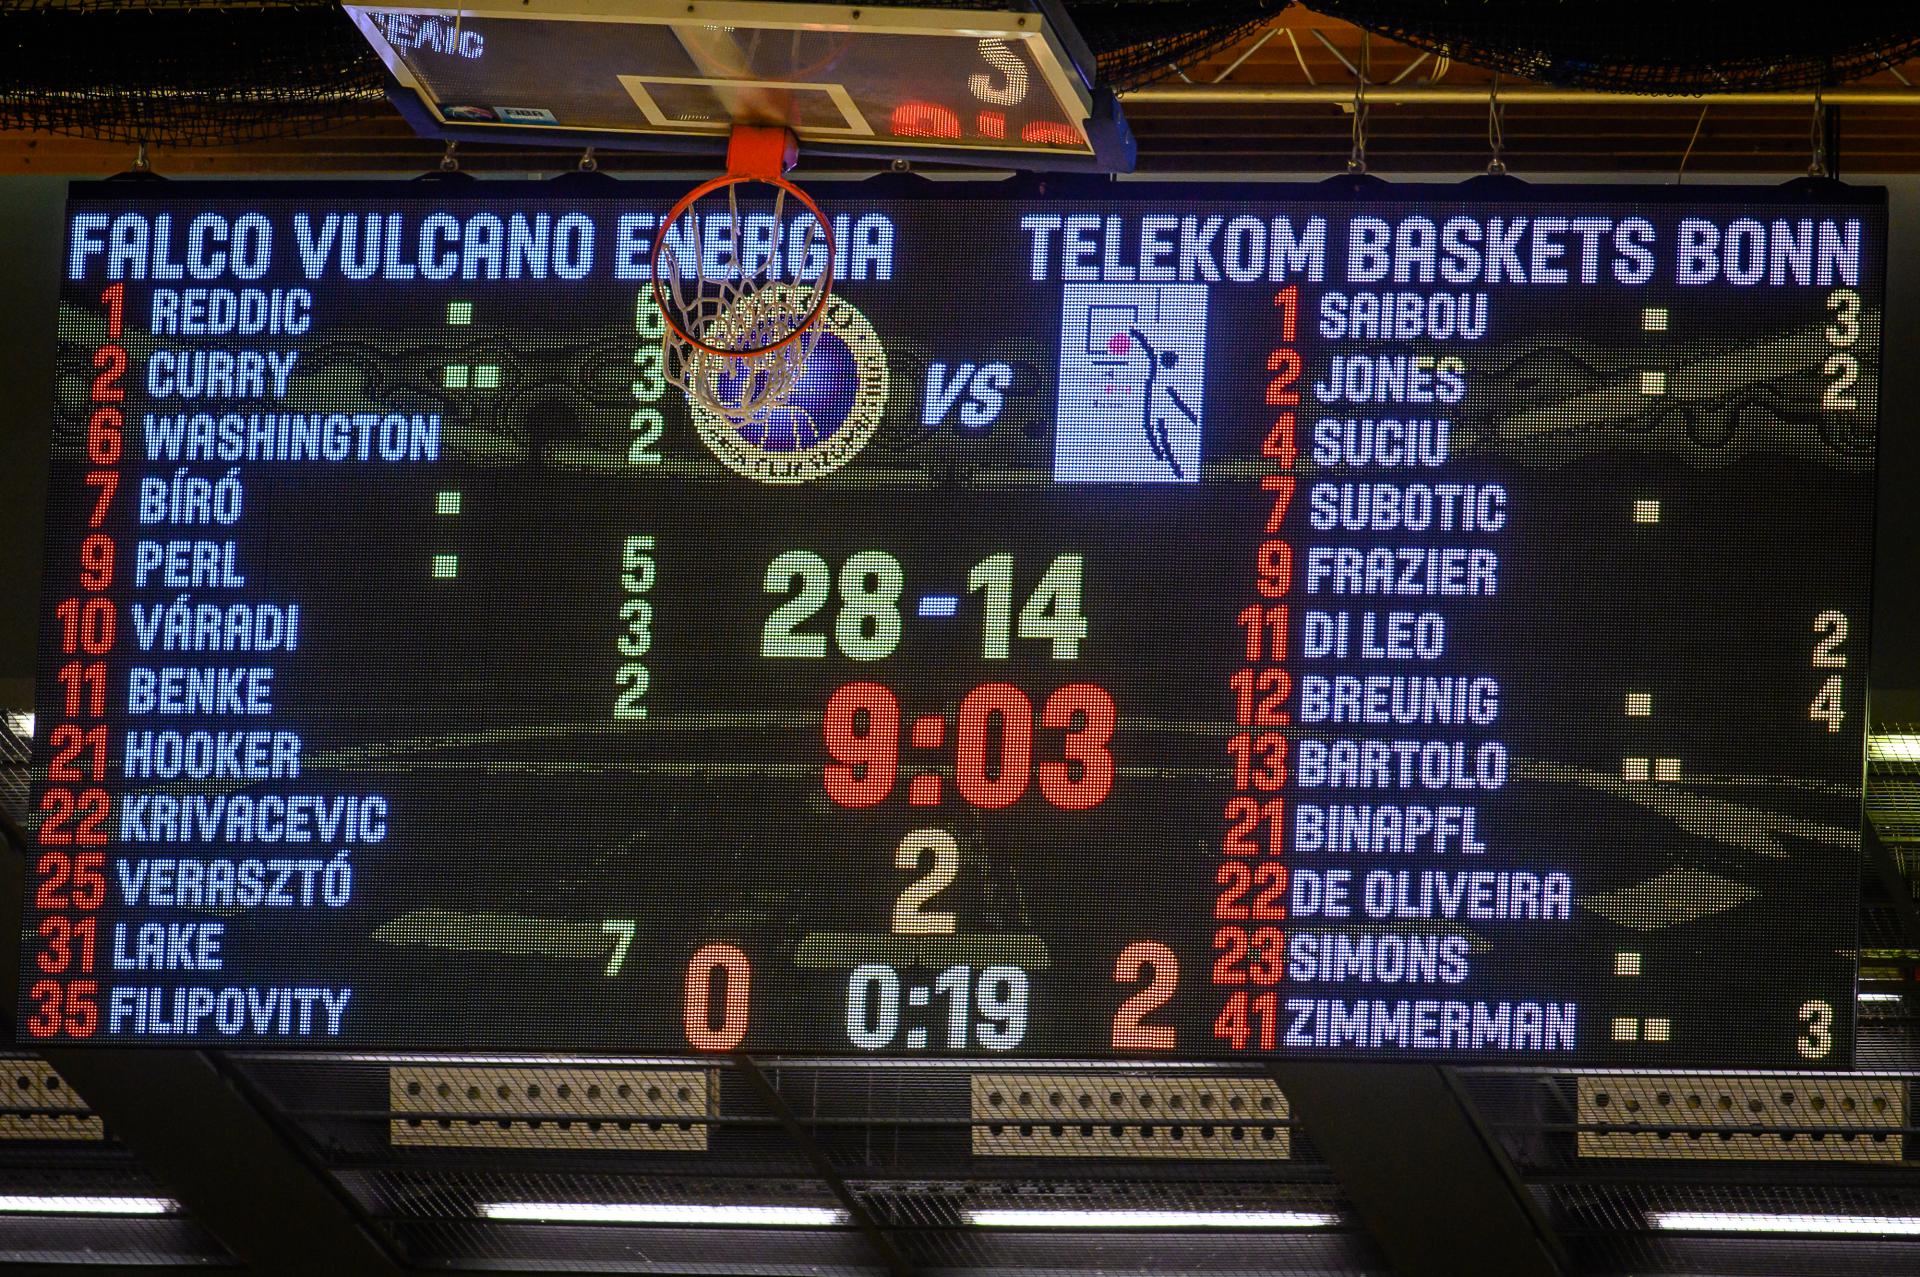 FALCO VULCANO ENERGIA
TELEKOM BASKETS BONN
1 REDDIC 6
2 CURRY 3
6 WASHINGTON 2
7 BÍRÓ
9 PERL 5
10 VÁRADI 3
11 BENKE 2
21 HOOKER
22 KRIVACEVIC
25 VERASZTÓ
31 LAKE 7
35 FILIPOVITY
VS
28-14
9:03
2
0 0:19 2
1 SAIBOU 3
2 JONES 2
4 SUCIU
7 SUBOTIC
9 FRAZIER
11 DI LEO 2
12 BREUNIG 4
13 BARTOLO
21 BINAPFL
22 DE OLIVEIRA
23 SIMONS
41 ZIMMERMAN 3
FIBA